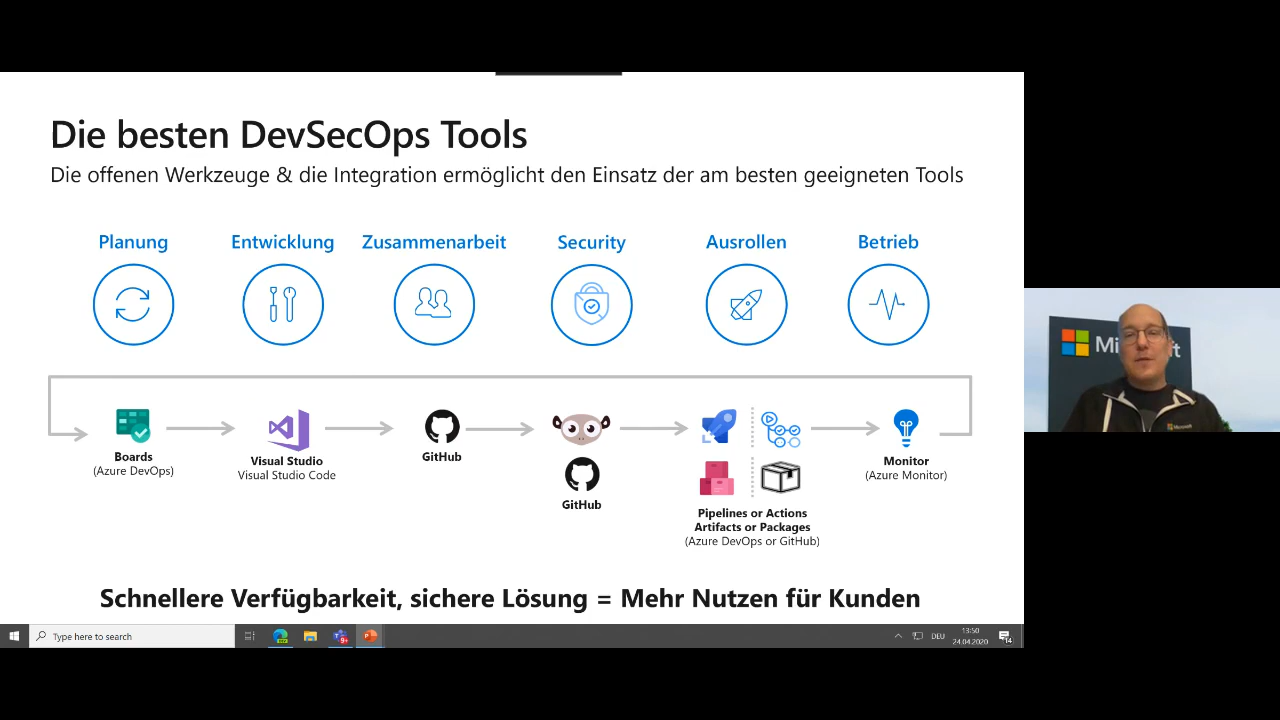 Die besten DevSecOps Tools
Die offenen Werkzeuge & die Integration ermöglicht den Einsatz der am besten geeigneten Tools
Planung
Entwicklung
Zusammenarbeit
Security
Ausrollen
Betrieb
Boards
(Azure DevOps)
Visual Studio
Visual Studio Code
GitHub
GitHub
Pipelines or Actions
Artifacts or Packages
(Azure DevOps or GitHub)
Monitor
(Azure Monitor)
Schnellere Verfügbarkeit, sichere Lösung = Mehr Nutzen für Kunden
Type here to search
DEU
13:50
24.04.2020
14
Microsoft